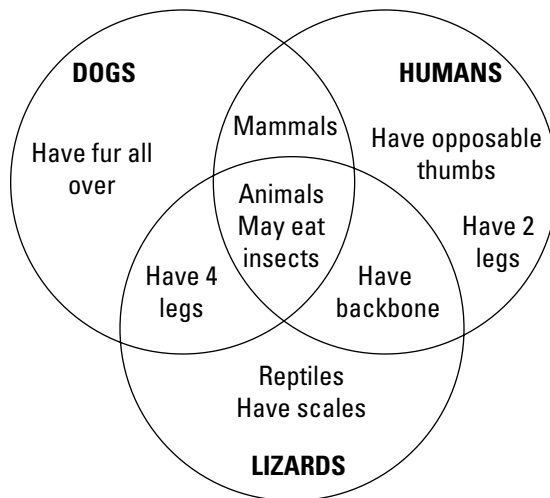 DOGS
HUMANS
Mammals
Have fur all
over
Have opposable
thumbs
Animals
May eat
insects
Have 2
legs
Have 4
legs
Have
backbone
Reptiles
Have scales
LIZARDS